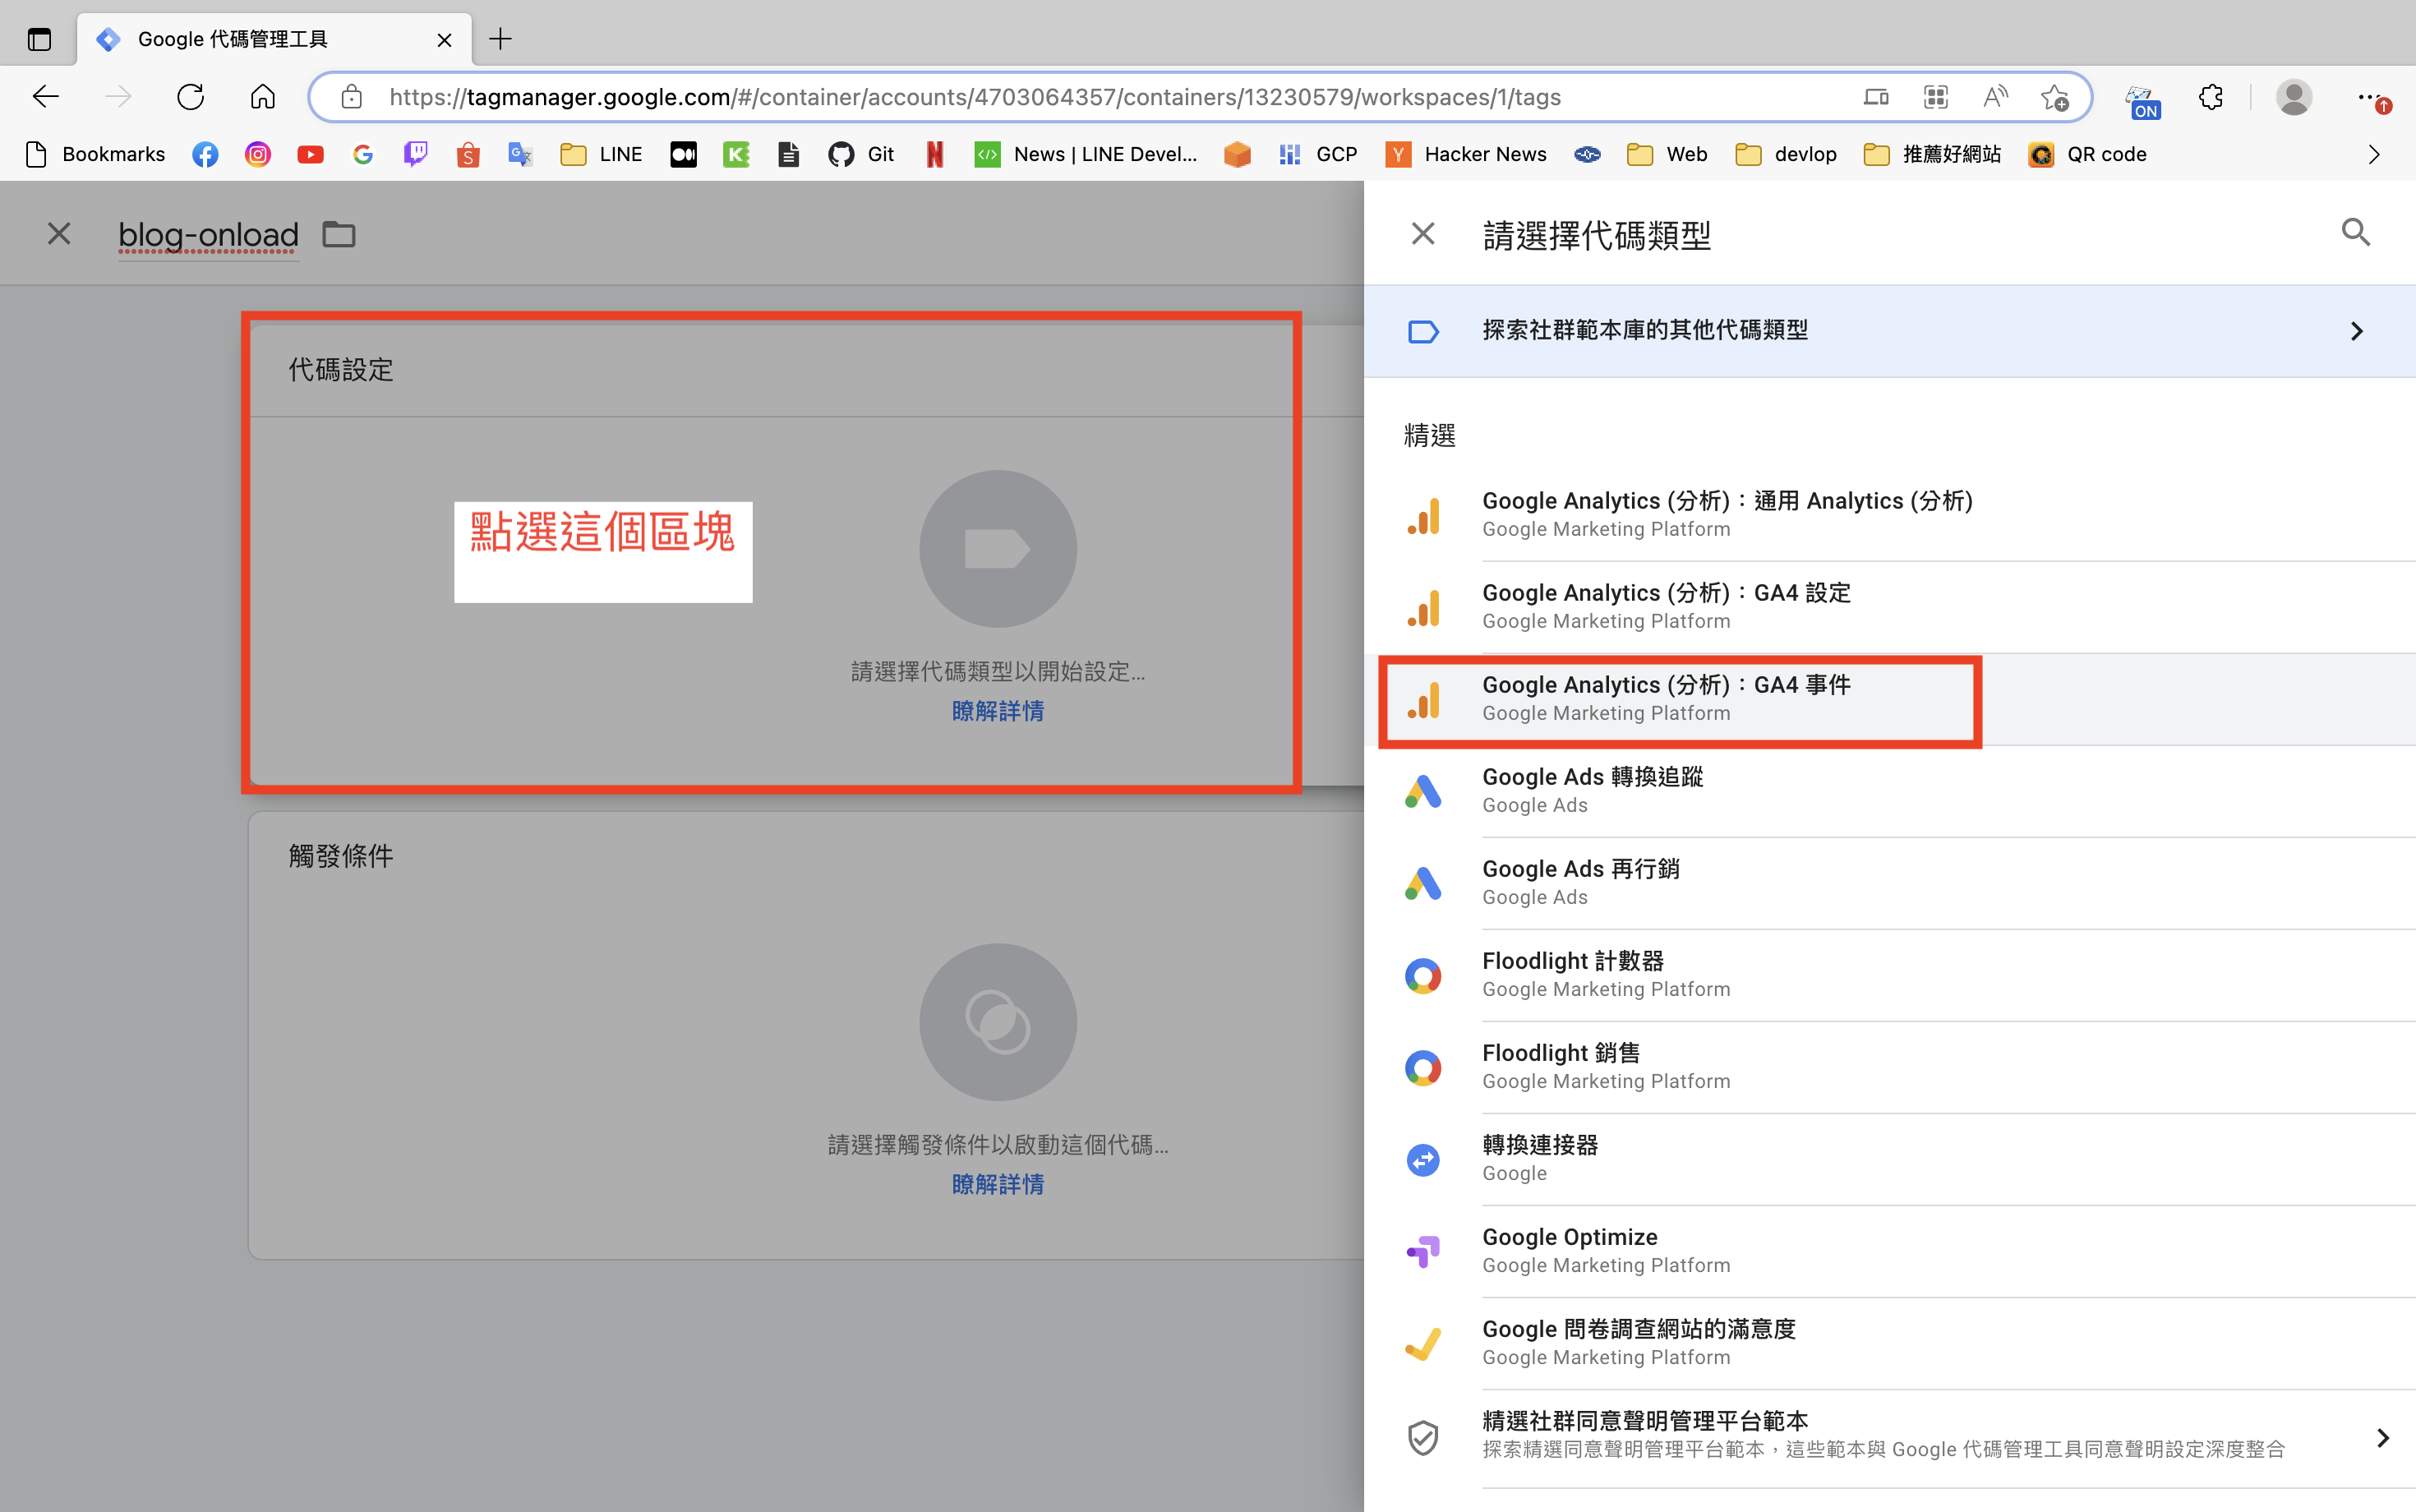 Google 代碼管理工具
https://tagmanager.google.com/#/container/accounts/4703064357/containers/13230579/workspaces/1/tags
ON
Bookmarks
LINE
Git
News | LINE Devel...
GCP
Hacker News
Web
devlop
推薦好網站
QR code
blog-onload
代碼設定
點選這個區塊
請選擇代碼類型以開始設定...
瞭解詳情
觸發條件
請選擇觸發條件以啟動這個代碼...
瞭解詳情
請選擇代碼類型
探索社群範本庫的其他代碼類型
精選
Google Analytics (分析)：通用 Analytics (分析)
Google Marketing Platform
Google Analytics (分析)：GA4 設定
Google Marketing Platform
Google Analytics (分析)：GA4 事件
Google Marketing Platform
Google Ads 轉換追蹤
Google Ads
Google Ads 再行銷
Google Ads
Floodlight 計數器
Google Marketing Platform
Floodlight 銷售
Google Marketing Platform
轉換連接器
Google
Google Optimize
Google Marketing Platform
Google 問卷調查網站的滿意度
Google Marketing Platform
精選社群同意聲明管理平台範本
探索精選同意聲明管理平台範本，這些範本與 Google 代碼管理工具同意聲明設定深度整合